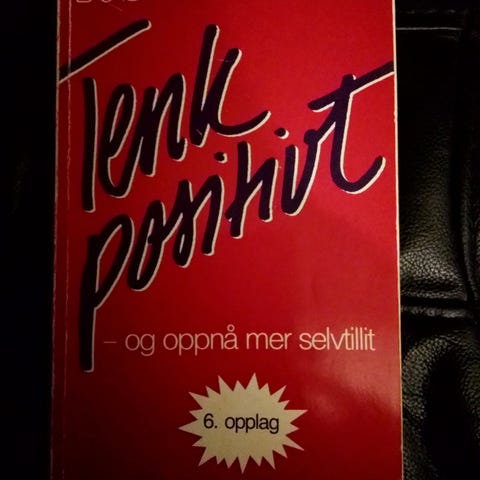 Tenk
positivt
– og oppnå mer selvtillit
6. opplag